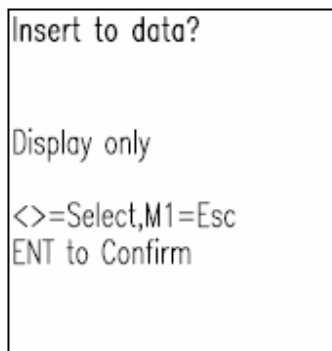 Insert to data?
Display only
<>=Select,M1=Esc
ENT to Confirm